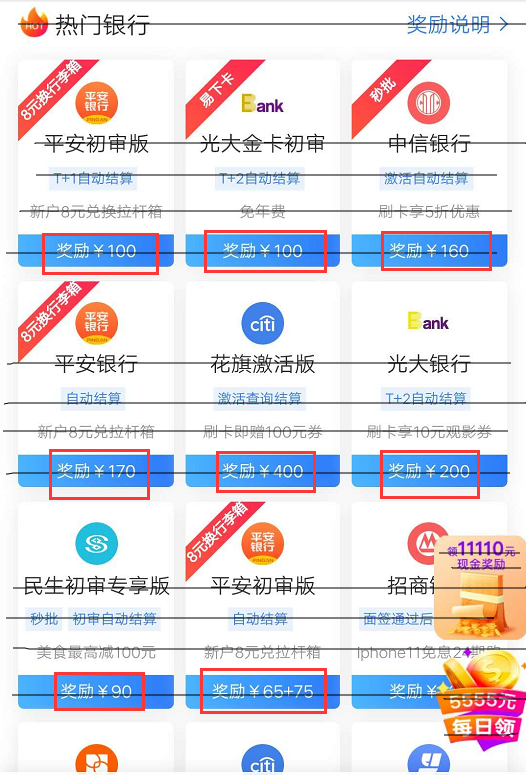 HOT 热门银行 奖励说明
8元换行李箱
平安银行
PINGAN
平安初审版
T+1自动结算
新户8元兑换拉杆箱
奖励￥100
易下卡
Bank
光大金卡初审
T+2自动结算
免年费
奖励￥100
秒批
中信银行
激活自动结算
刷卡享5折优惠
奖励￥160
8元换行李箱
平安银行
PINGAN
平安银行
自动结算
新户8元兑拉杆箱
奖励￥170
citi
花旗激活版
激活查询结算
刷卡即赠100元券
奖励￥400
Bank
光大银行
T+2自动结算
刷卡享10元观影券
奖励￥200
民生初审专享版
秒批 初审自动结算
美食最高减100元
奖励￥90
8元换行李箱
平安银行
PINGAN
平安初审版
自动结算
新户8元兑拉杆箱
奖励￥65+75
招商
面签通过后
Iphone11免息24期购
奖励￥
领11110元
现金奖励
5555元
每日领
citi